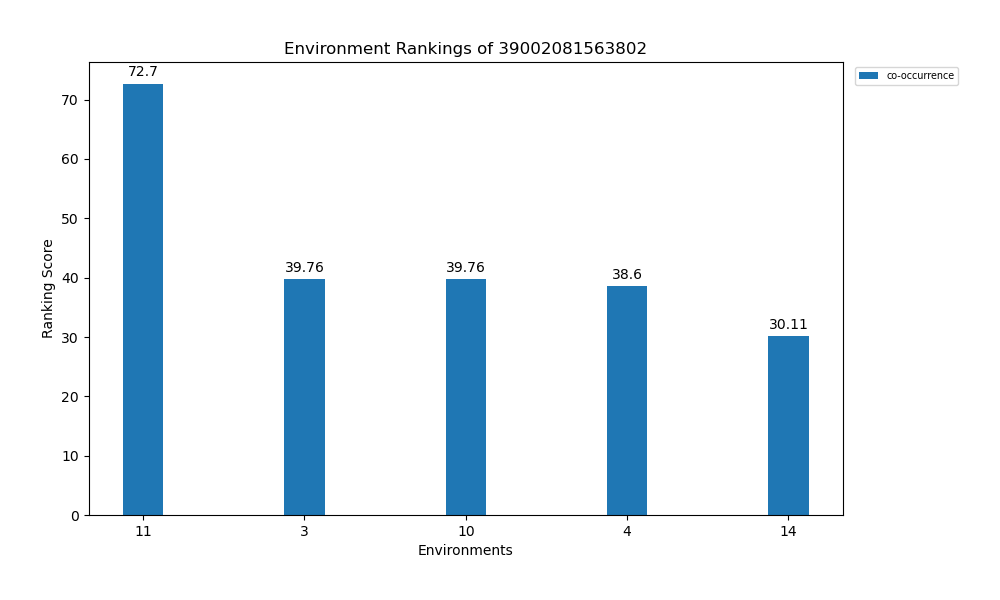 Environment Rankings of 39002081563802
co-occurrence
72.7
39.76
39.76
38.6
30.11
70
60
50
40
30
20
10
0
Ranking Score
11 3 10 4 14
Environments